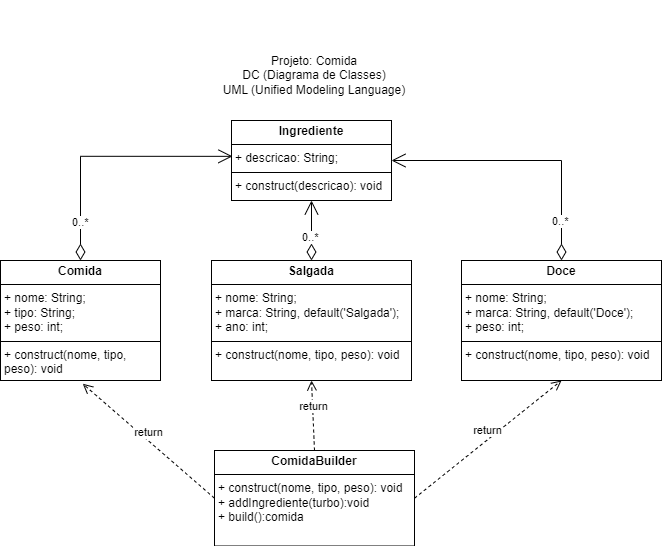 Projeto: Comida
DC (Diagrama de Classes)
UML (Unified Modeling Language)
Ingrediente
+ descricao: String;
+ construct(descricao): void
0..*
0..*
0..*
Comida
+ nome: String;
+ tipo: String;
+ peso: int;
+ construct(nome, tipo,
peso): void
Salgada
+ nome: String;
+ marca: String, default('Salgada');
+ ano: int;
+ construct(nome, tipo, peso): void
Doce
+ nome: String;
+ marca: String, default('Doce');
+ peso: int;
+ construct(nome, tipo, peso): void
return
return
return
ComidaBuilder
+ construct(nome, tipo, peso): void
+ addIngrediente(turbo):void
+ build():comida